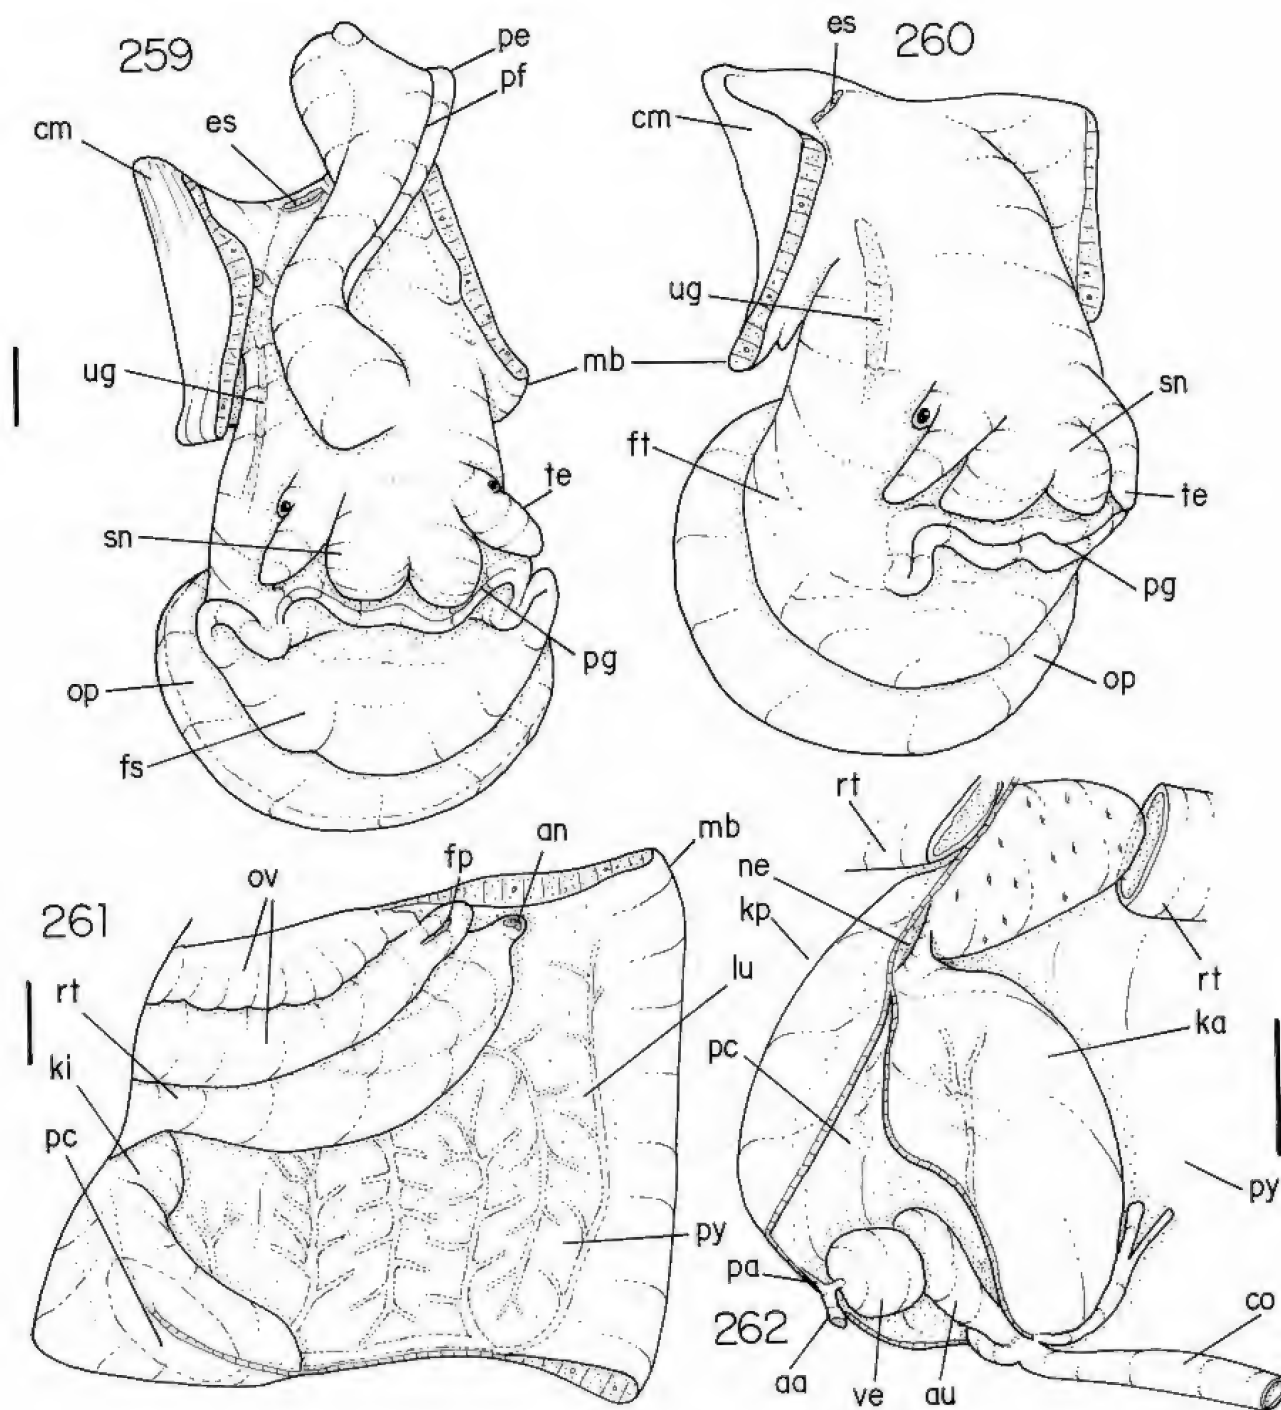 259
pe
pf
es
cm
ug
te
sn
pg
op
fs
260
es
cm
ug
mb
sn
ft
te
pg
op
261
ov
fp
an
mb
rt
lu
ki
pc
py
262
rt
ne
kp
rt
ka
pc
py
pa
co
aa
ve
au